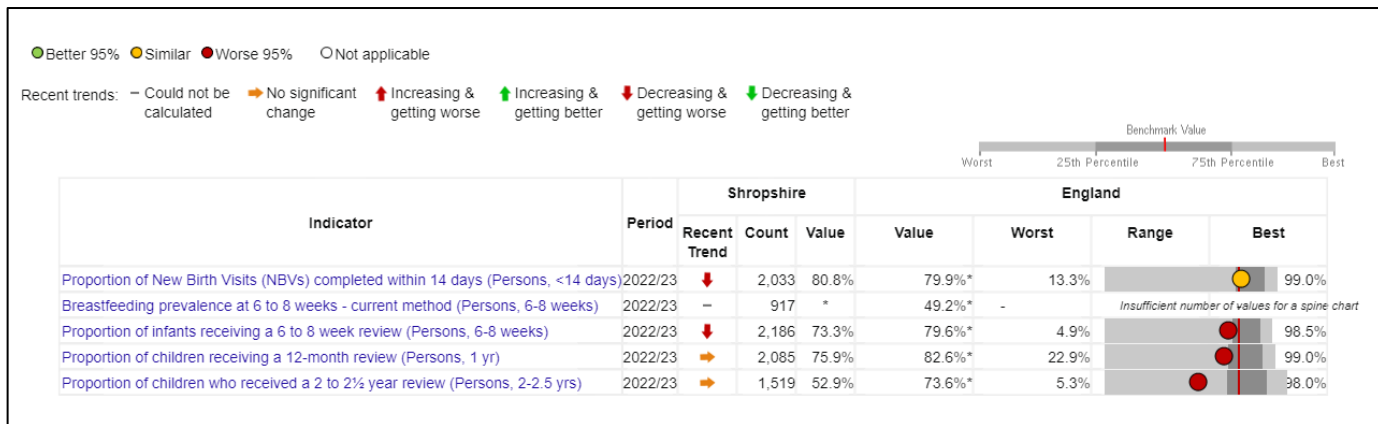 Better 95% Similar Worse 95% Not applicable
Recent trends: – Could not be calculated No significant change Increasing & getting worse Increasing & getting better Decreasing & getting worse Decreasing & getting better
Benchmark Value
Worst 25th Percentile 75th Percentile Best
Shropshire England
Indicator Period Recent Trend Count Value Value Worst Range Best
Proportion of New Birth Visits (NBVs) completed within 14 days (Persons, <14 days) 2022/23 2,033 80.8% 79.9%* 13.3% 99.0%
Breastfeeding prevalence at 6 to 8 weeks - current method (Persons, 6-8 weeks) 2022/23 – 917 * 49.2%* - Insufficient number of values for a spine chart
Proportion of infants receiving a 6 to 8 week review (Persons, 6-8 weeks) 2022/23 2,186 73.3% 79.6%* 4.9% 98.5%
Proportion of children receiving a 12-month review (Persons, 1 yr) 2022/23 2,085 75.9% 82.6%* 22.9% 99.0%
Proportion of children who received a 2 to 2½ year review (Persons, 2-2.5 yrs) 2022/23 1,519 52.9% 73.6%* 5.3% 98.0%